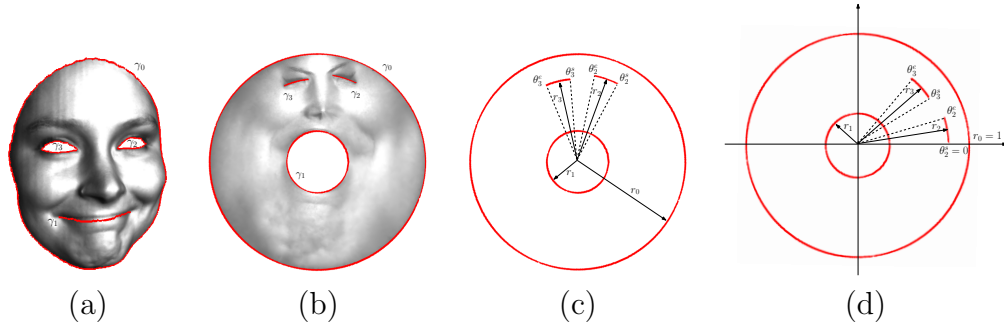 γ₀
γ₃
γ₂
γ₁
(a)
γ₀
γ₃
γ₂
γ₁
(b)
θ₃ᵉ
θ₃ˢ
θ₂ᵉ
θ₂ˢ
r₃
r₂
r₁
r₀
(c)
θ₃ᵉ
θ₃ˢ
r₃
θ₂ᵉ
r₁
r₂
r₀ = 1
θ₂ˢ = 0
(d)